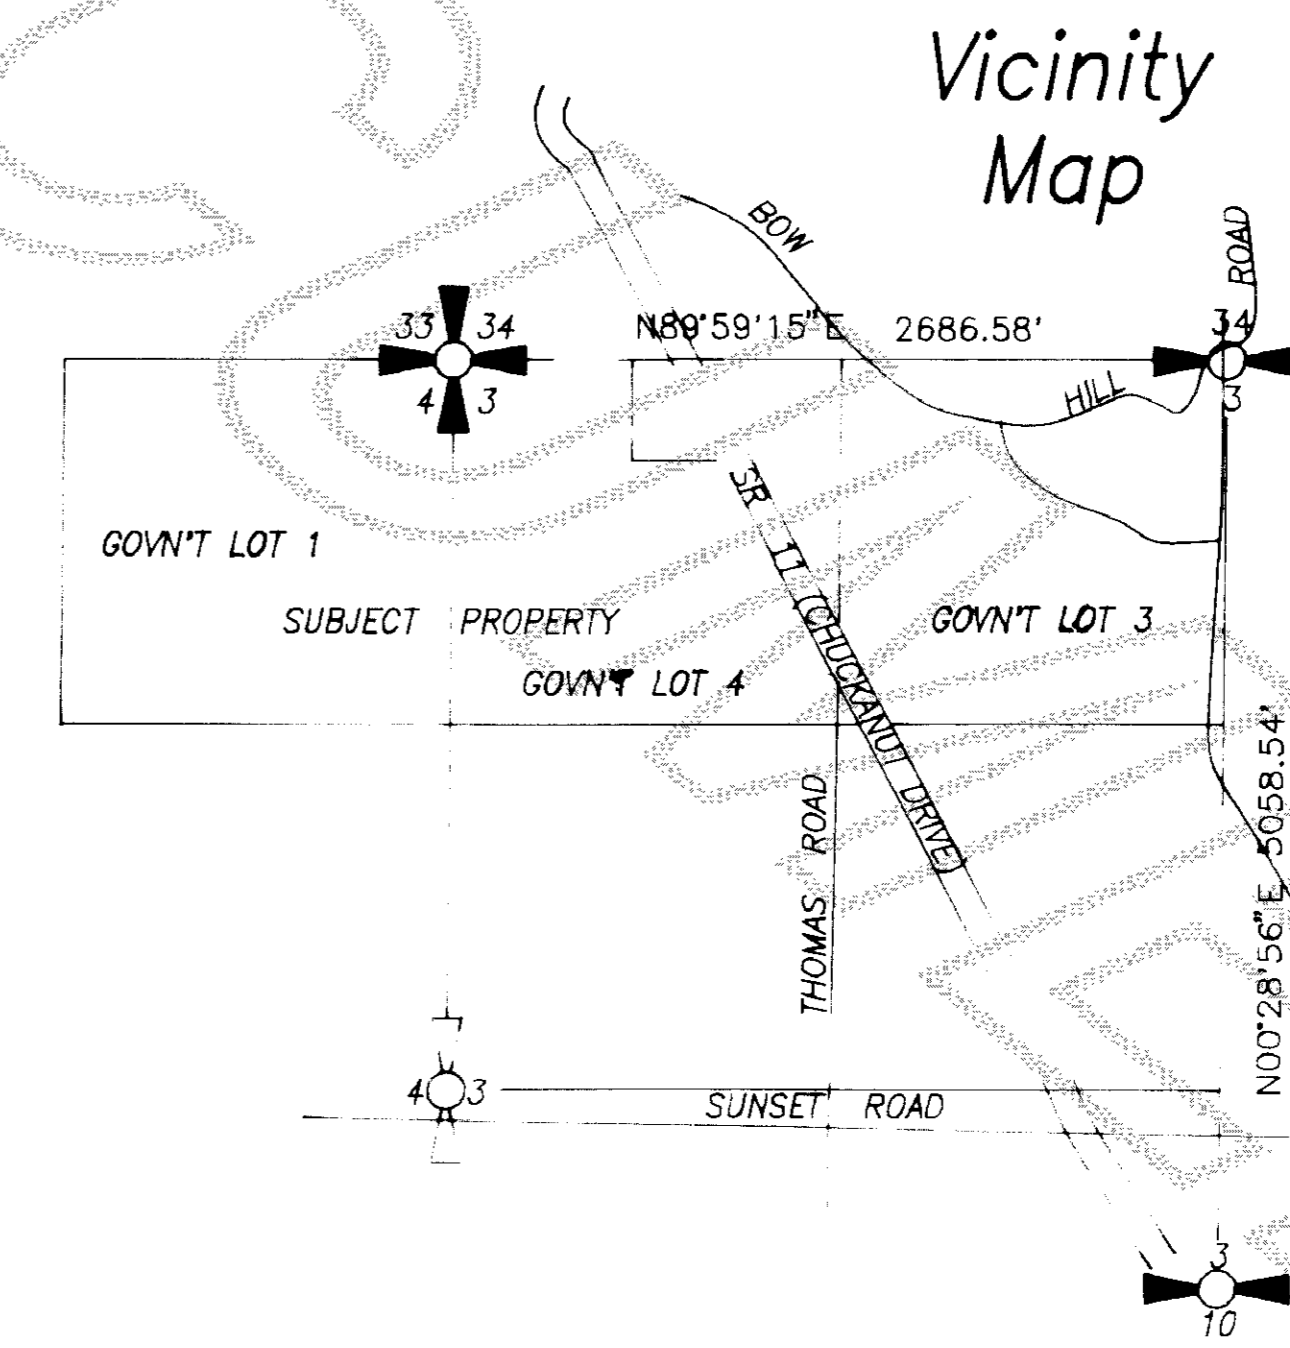 Vicinity
Map
BOW
ROAD
33 34
N89°59'15"E 2686.58'
34
4 3
HILL
3
SR 11 (CHUCKANUT DRIVE)
GOVN'T LOT 1
SUBJECT PROPERTY
GOVN'T LOT 3
GOVN'T LOT 4
THOMAS ROAD
N00°28'56"E 5058.54'
4 3
SUNSET ROAD
3
10